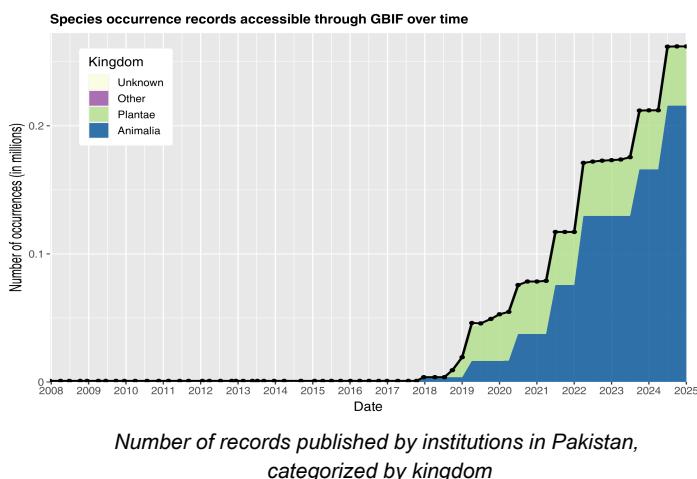 Species occurrence records accessible through GBIF over time
Kingdom
Unknown
Other
Plantae
Animalia
Number of occurrences (in millions)
0.2
0.1
0
2008 2009 2010 2011 2012 2013 2014 2015 2016 2017 2018 2019 2020 2021 2022 2023 2024 2025
Date
Number of records published by institutions in Pakistan,
categorized by kingdom